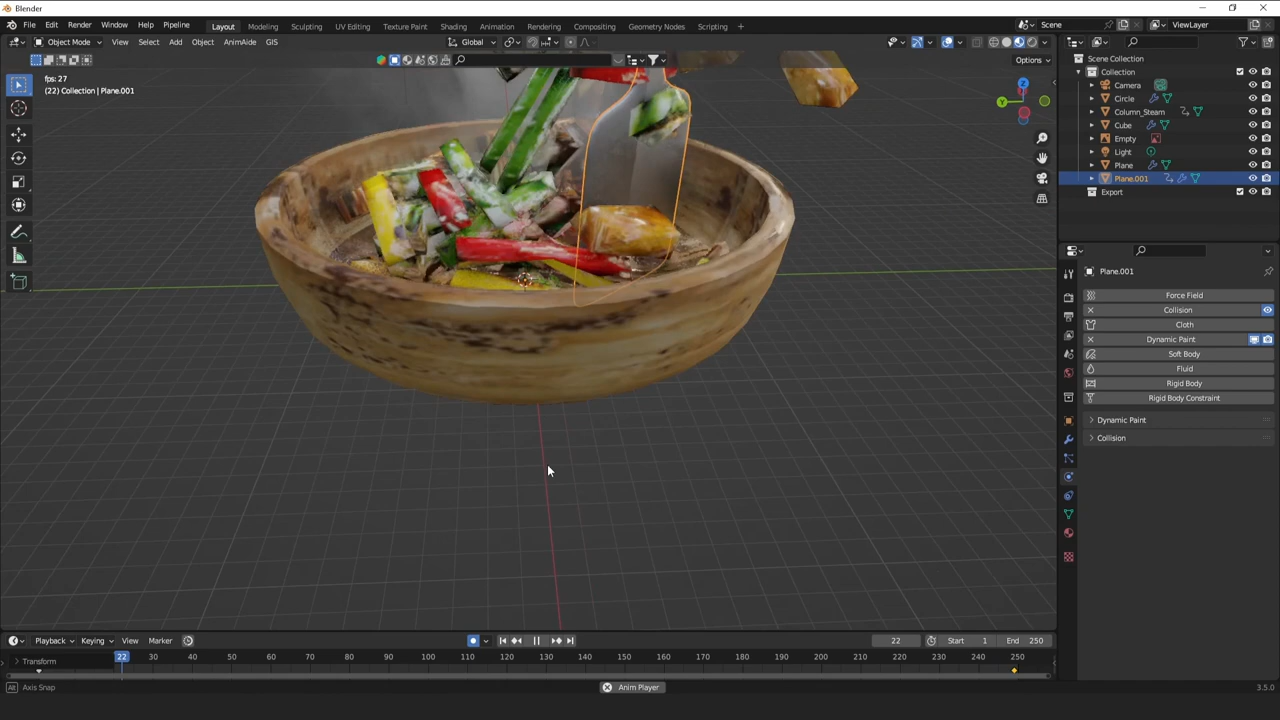 Blender
File Edit Render Window Help Pipeline
Layout Modeling Sculpting UV Editing Texture Paint Shading Animation Rendering Compositing Geometry Nodes Scripting +
Scene ViewLayer
Object Mode View Select Add Object AnimAide GIS
Global
Options
fps: 27
(22) Collection | Plane.001
Z
Y
Scene Collection
Collection
Camera
Circle
Column_Steam
Cube
Empty
Light
Plane
Plane.001
Export
Plane.001
Force Field
Collision
Cloth
Dynamic Paint
Soft Body
Fluid
Rigid Body
Rigid Body Constraint
Dynamic Paint
Collision
Playback Keying View Marker
22 Start 1 End 250
22 30 40 50 60 70 80 90 100 110 120 130 140 150 160 170 180 190 200 210 220 230 240 250
Transform
Alt Axis Snap Anim Player 3.5.0